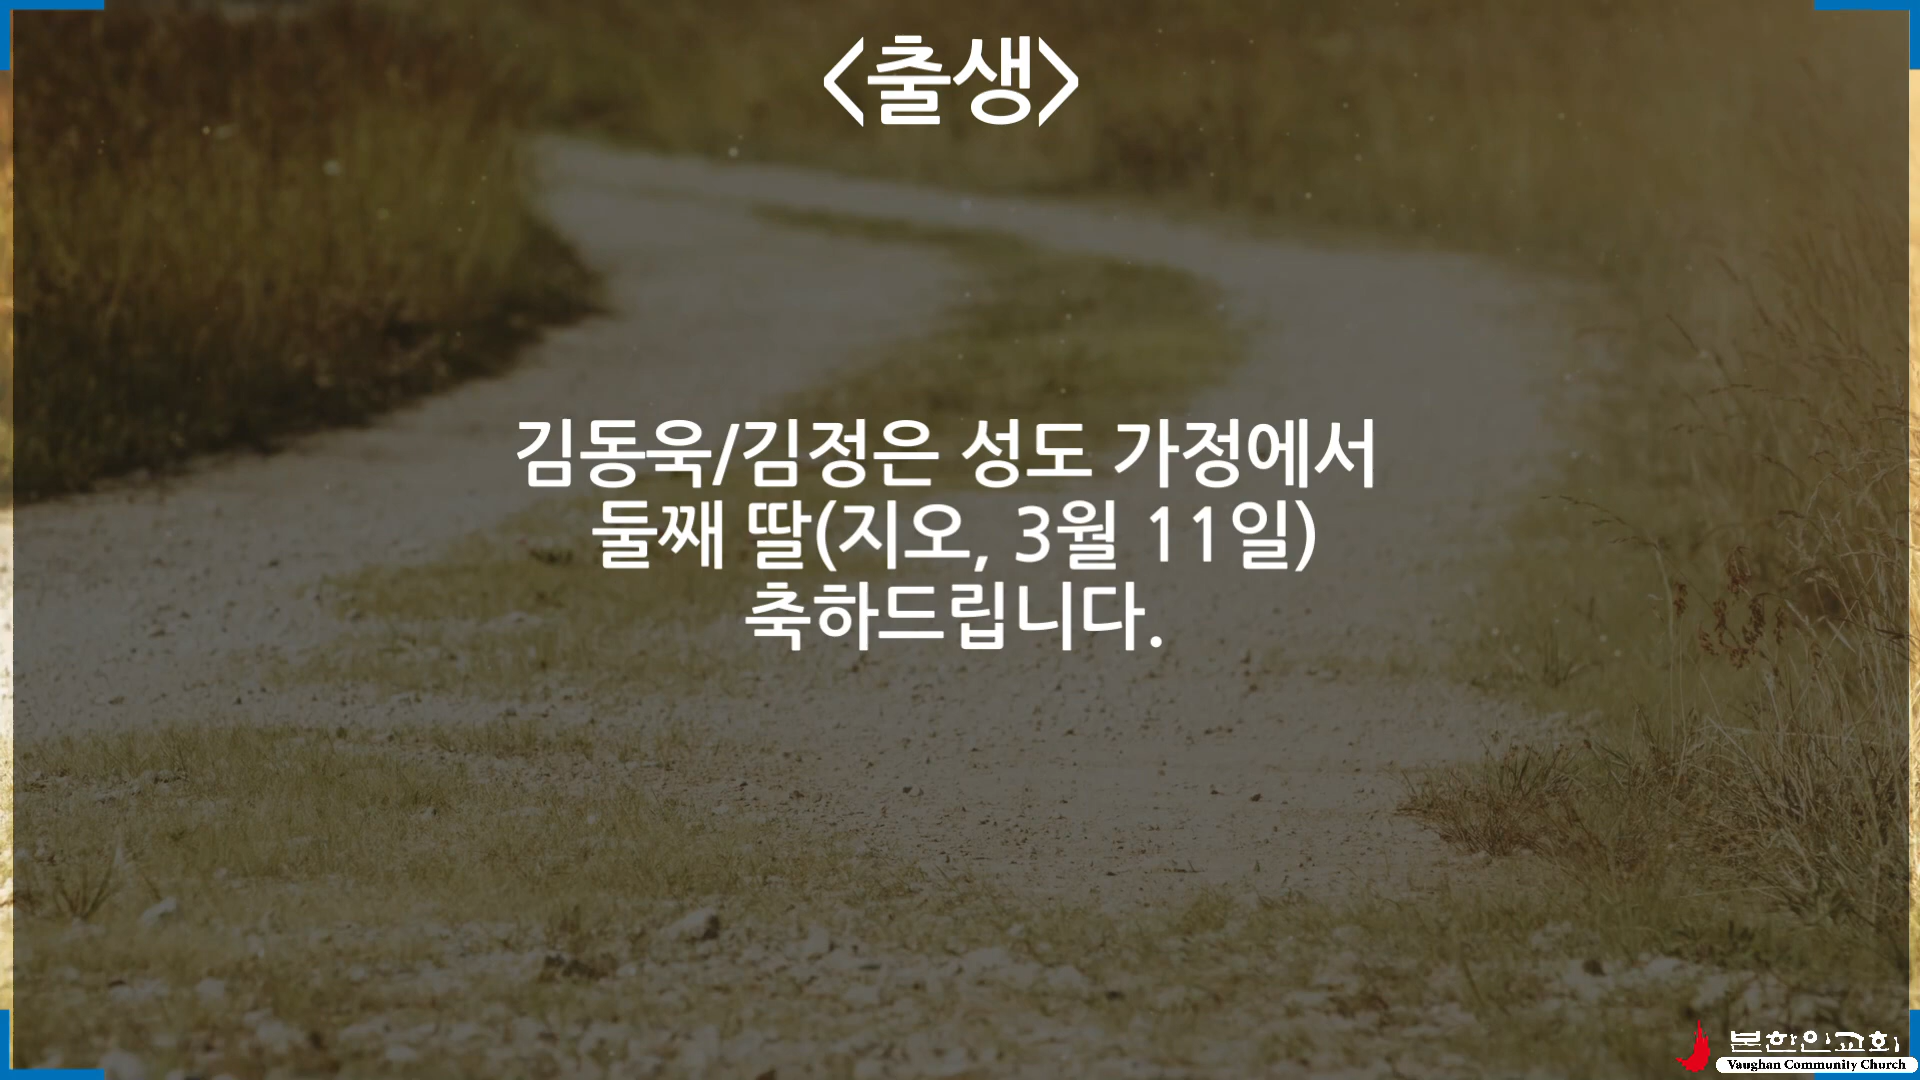 <출생>
김동욱/김정은 성도 가정에서
둘째 딸(지오, 3월 11일)
축하드립니다.
본한인교회
Vaughan Community Church